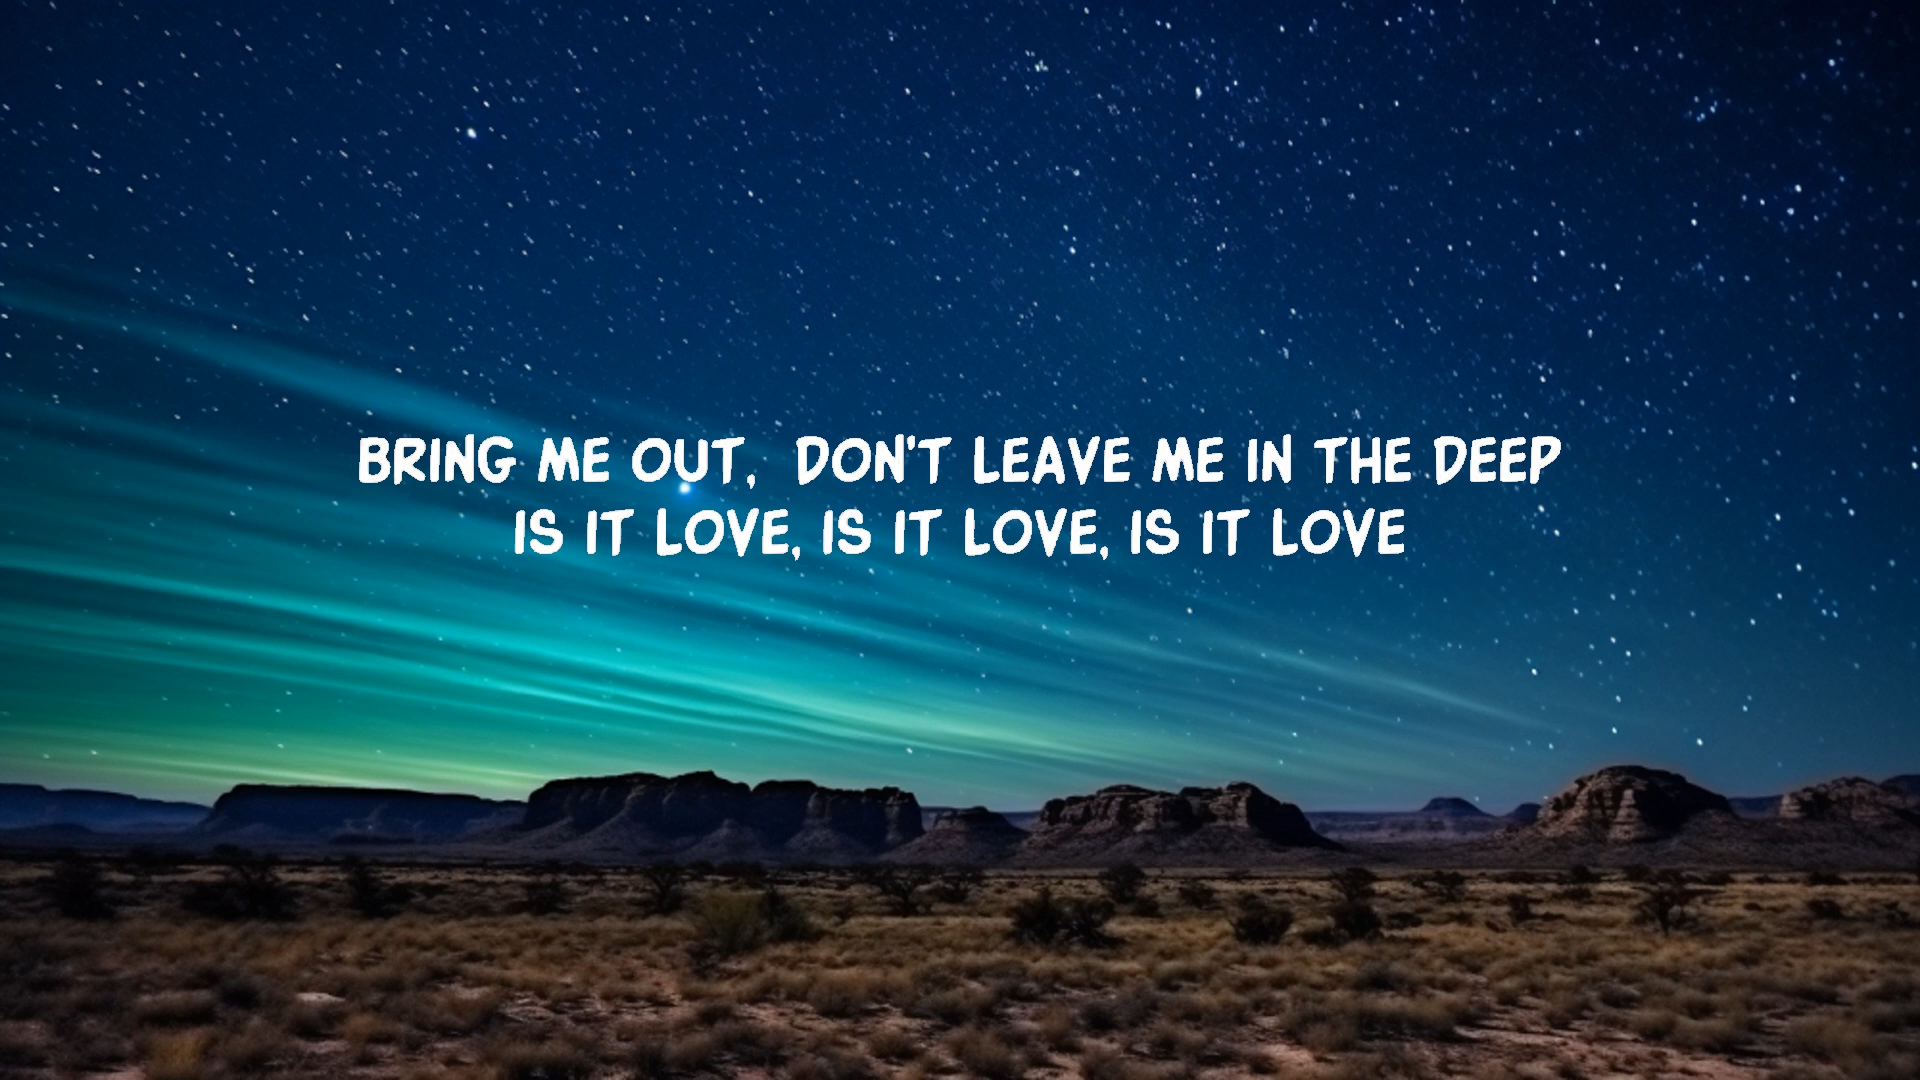 BRING ME OUT,  DON'T LEAVE ME IN THE DEEP
IS IT LOVE, IS IT LOVE, IS IT LOVE